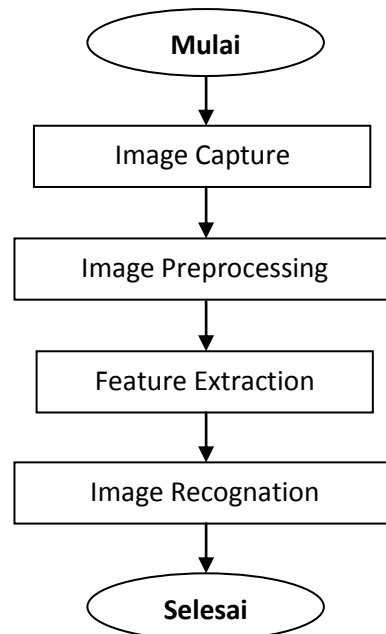 Mulai
Image Capture
Image Preprocessing
Feature Extraction
Image Recognation
Selesai